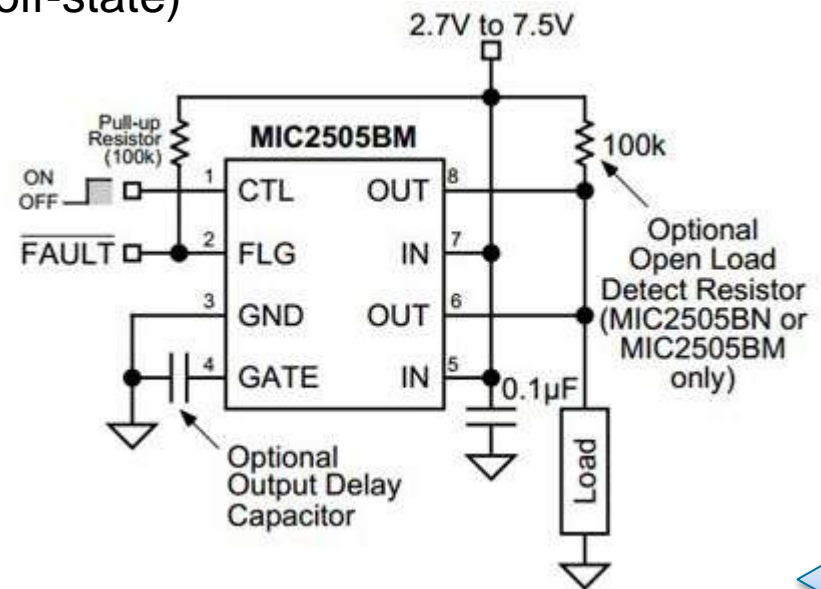 off-state)
2.7V to 7.5V
Pull-up
Resistor
(100k)
MIC2505BM
100k
ON
OFF
1
CTL
OUT
8
FAULT
2
FLG
IN
7
3
GND
OUT
6
4
GATE
IN
5
0.1µF
Optional
Open Load
Detect Resistor
(MIC2505BN or
MIC2505BM
only)
Optional
Output Delay
Capacitor
Load